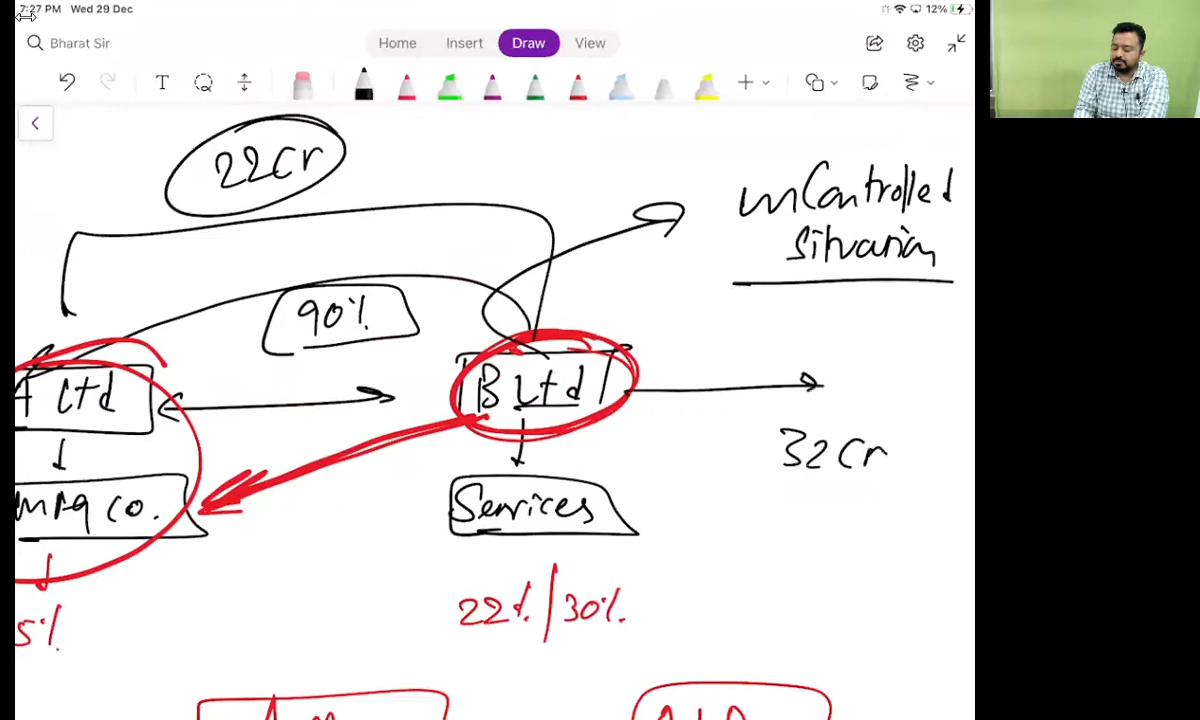 7:27 PM Wed 29 Dec
12%
Bharat Sir
Home Insert Draw View
22Cr
unControlled
Situation
90%
Ltd
B Ltd
32 Cr
mfg co.
Services
5%
22% / 30%